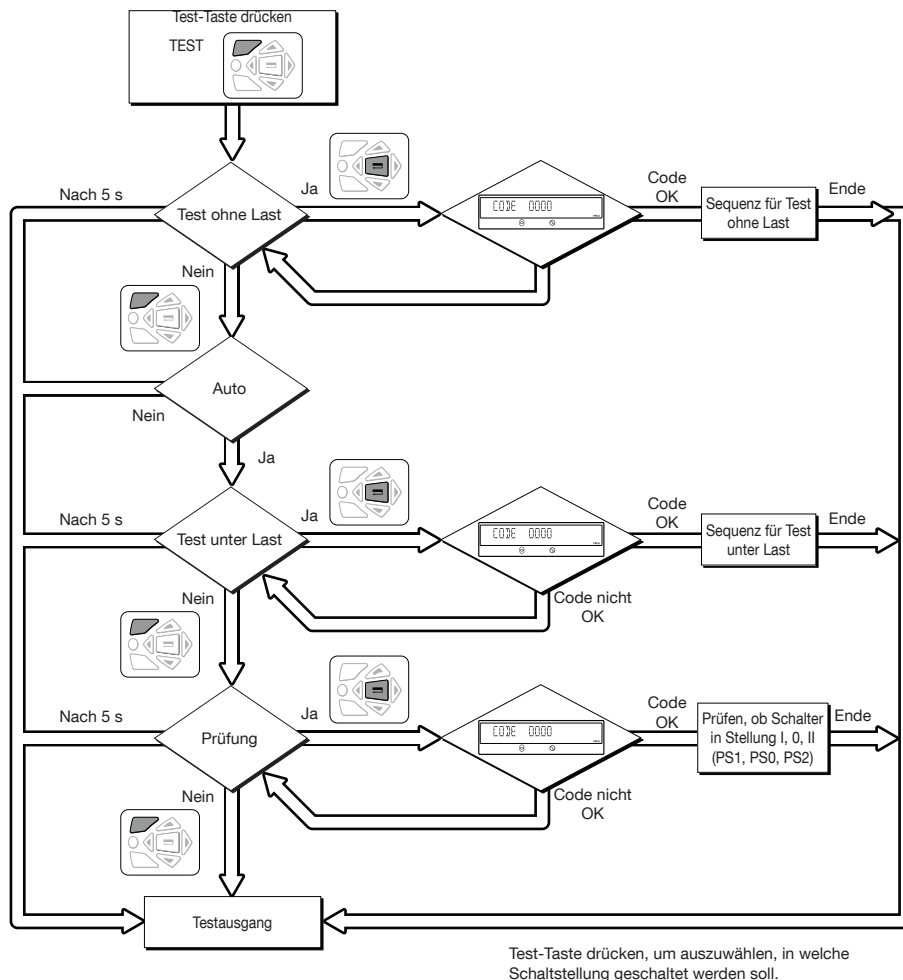 Test-Taste drücken
TEST
Nach 5 s
Test ohne Last
Ja
CODE 0000
Code
OK
Sequenz für Test
ohne Last
Ende
Nein
Auto
Nein
Ja
Nach 5 s
Test unter Last
Ja
CODE 0000
Code
OK
Sequenz für Test
unter Last
Ende
Nein
Code nicht
OK
Nach 5 s
Prüfung
Ja
CODE 0000
Code
OK
Prüfen, ob Schalter
in Stellung I, 0, II
(PS1, PS0, PS2)
Ende
Nein
Code nicht
OK
Testausgang
Test-Taste drücken, um auszuwählen, in welche
Schaltstellung geschaltet werden soll.